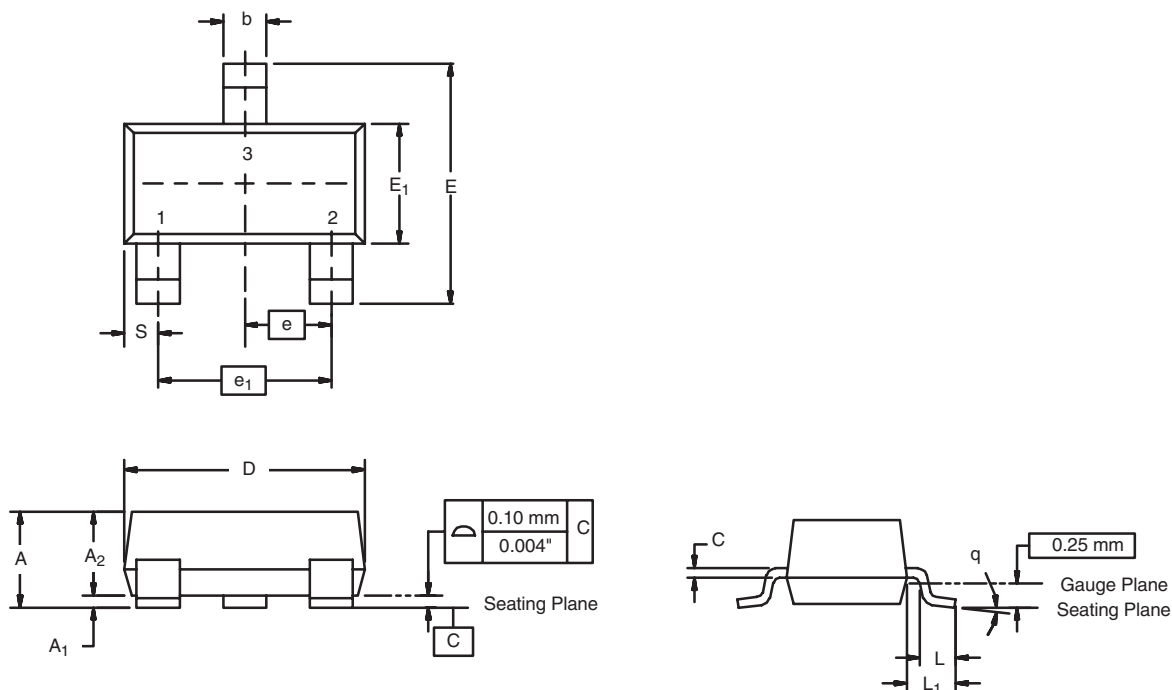 b
3
E₁
E
1
2
S
e
e₁
D
A
A₂
0.10 mm
0.004"
C
Seating Plane
A₁
C
C
q
0.25 mm
Gauge Plane
Seating Plane
L
L₁